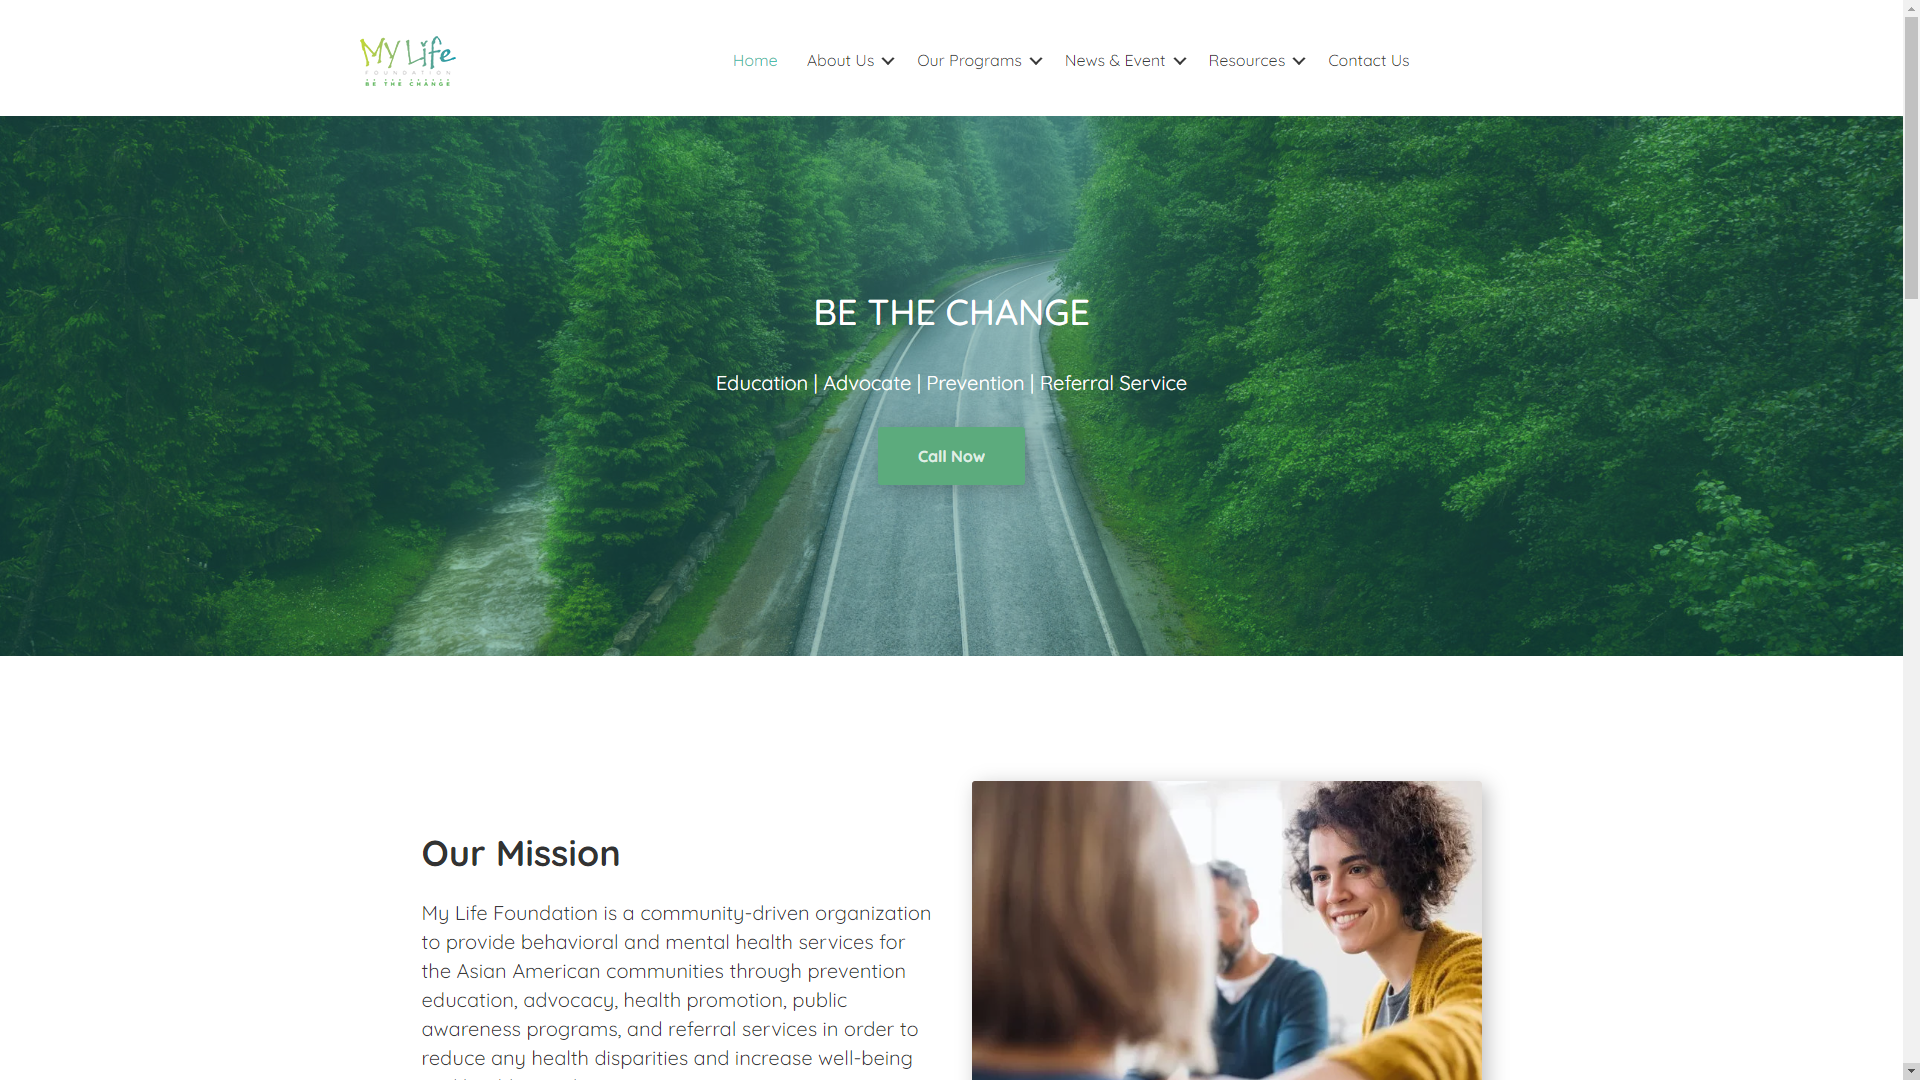 My Life
FOUNDATION
BE THE CHANGE
Home
About Us
Our Programs
News & Event
Resources
Contact Us
BE THE CHANGE
Education | Advocate | Prevention | Referral Service
Call Now
Our Mission
My Life Foundation is a community-driven organization
to provide behavioral and mental health services for
the Asian American communities through prevention
education, advocacy, health promotion, public
awareness programs, and referral services in order to
reduce any health disparities and increase well-being